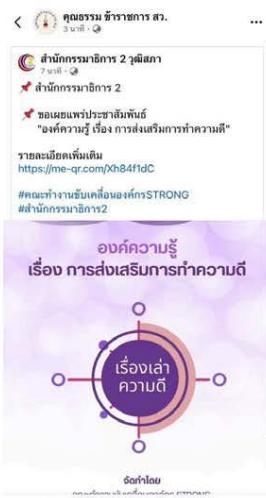 คุณธรรม ข้าราชการ สว.
3 นาที
สำนักกรรมาธิการ 2 วุฒิสภา
7 นาที
📌 สำนักกรรมาธิการ 2
📌 ขอเผยแพร่ประชาสัมพันธ์
"องค์ความรู้ เรื่อง การส่งเสริมการทำความดี"
รายละเอียดเพิ่มเติม
https://me-qr.com/Xh84f1dC
#คณะทำงานขับเคลื่อนองค์กรSTRONG
#สำนักกรรมาธิการ2
องค์ความรู้
เรื่อง การส่งเสริมการทำความดี
เรื่องเล่า
ความดี
จัดทำโดย